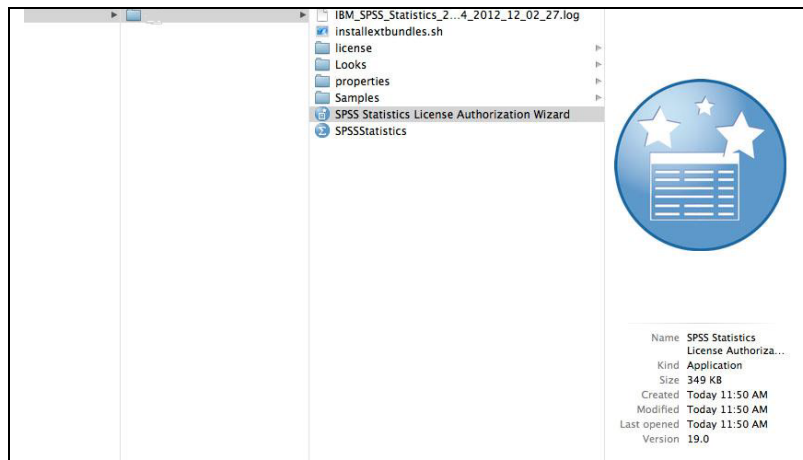 IBM_SPSS_Statistics_2...4_2012_12_02_27.log
installextbundles.sh
license
Looks
properties
Samples
SPSS Statistics License Authorization Wizard
SPSSStatistics
Name SPSS Statistics
License Authoriza...
Kind Application
Size 349 KB
Created Today 11:50 AM
Modified Today 11:50 AM
Last opened Today 11:50 AM
Version 19.0